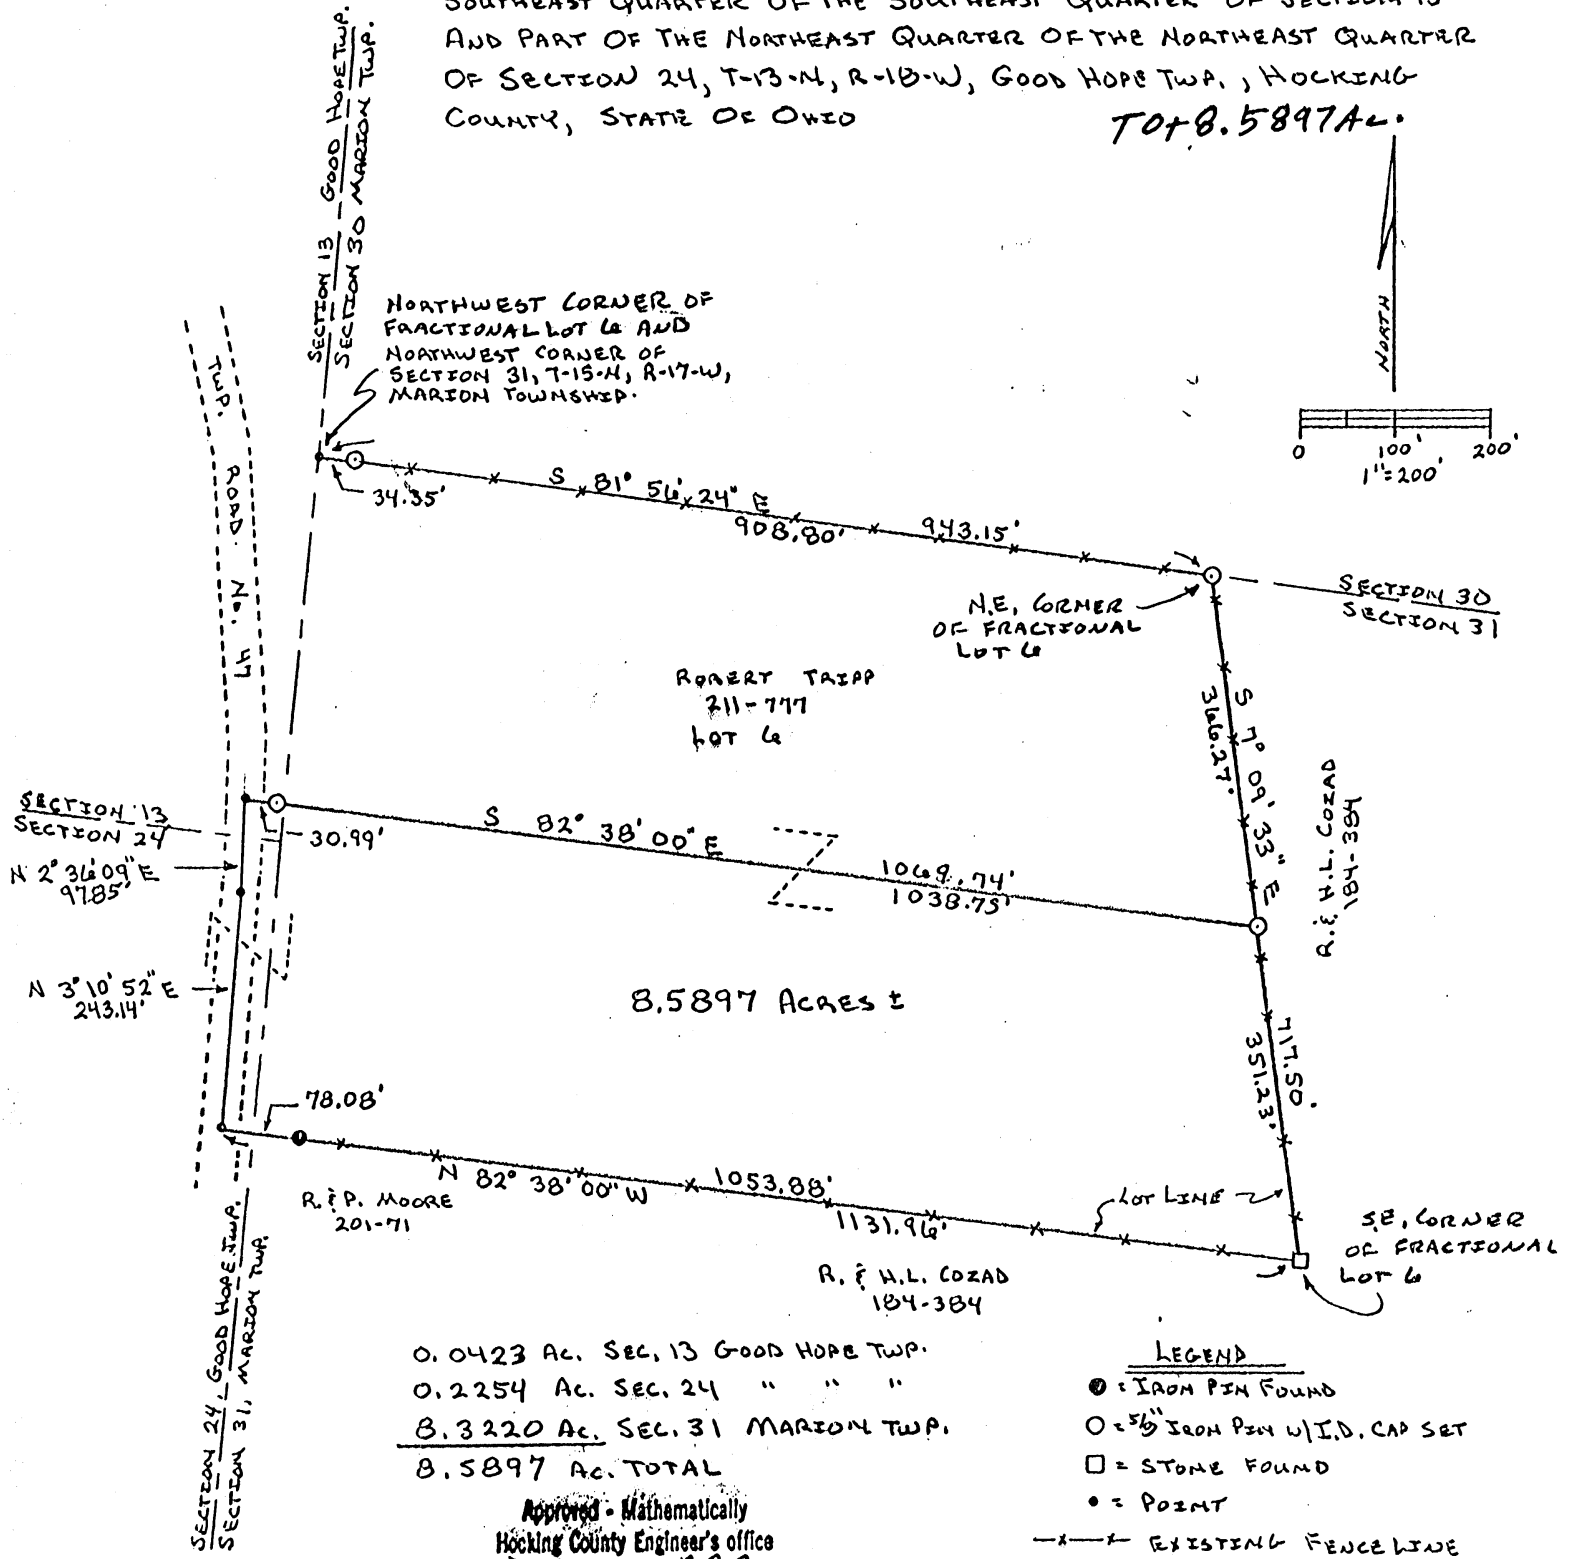 SOUTHEAST QUARTER OF THE SOUTHEAST QUARTER OF SECTION 13
AND PART OF THE NORTHEAST QUARTER OF THE NORTHEAST QUARTER
OF SECTION 24, T-13-N, R-18-W, GOOD HOPE TWP., HOCKING
COUNTY, STATE OF OHIO
TOt 8.5897 Ac.
SECTION 13 - GOOD HOPE TWP.
SECTION 30 MARION TWP.
NORTH
0 100' 200'
1"=200'
NORTHWEST CORNER OF
FRACTIONAL LOT 6 AND
NORTHWEST CORNER OF
SECTION 31, T-15-N, R-17-W,
MARION TOWNSHIP.
TWP. ROAD No. 41
34.35'
S 81° 56' 24" E
908.80' 943.15'
SECTION 30
SECTION 31
N.E. CORNER
OF FRACTIONAL
LOT 6
ROBERT TRIPP
211-777
LOT 6
S 7° 09' 33" E
366.27'
R. & H.L. COZAD
184-384
SECTION 13
SECTION 24
N 2° 36' 09" E
97.85'
30.99'
S 82° 38' 00" E
1069.74'
1038.75'
N 3° 10' 52" E
243.14'
8.5897 ACRES ±
717.50'
351.23'
78.08'
N 82° 38' 00" W 1053.88'
1131.96'
R. & P. MOORE
201-71
LOT LINE
S.E. CORNER
OF FRACTIONAL
LOT 6
R. & H.L. COZAD
184-384
SECTION 24, GOOD HOPE TWP.
SECTION 31, MARION TWP.
0.0423 AC. SEC. 13 GOOD HOPE TWP.
0.2254 AC. SEC. 24 " " "
8.3220 AC. SEC. 31 MARION TWP.
8.5897 AC. TOTAL
Approved - Mathematically
Hocking County Engineer's office
LEGEND
= IRON PIN FOUND
= 5/8" IRON PIN W/I.D. CAP SET
= STONE FOUND
= POINT
EXISTING FENCE LINE